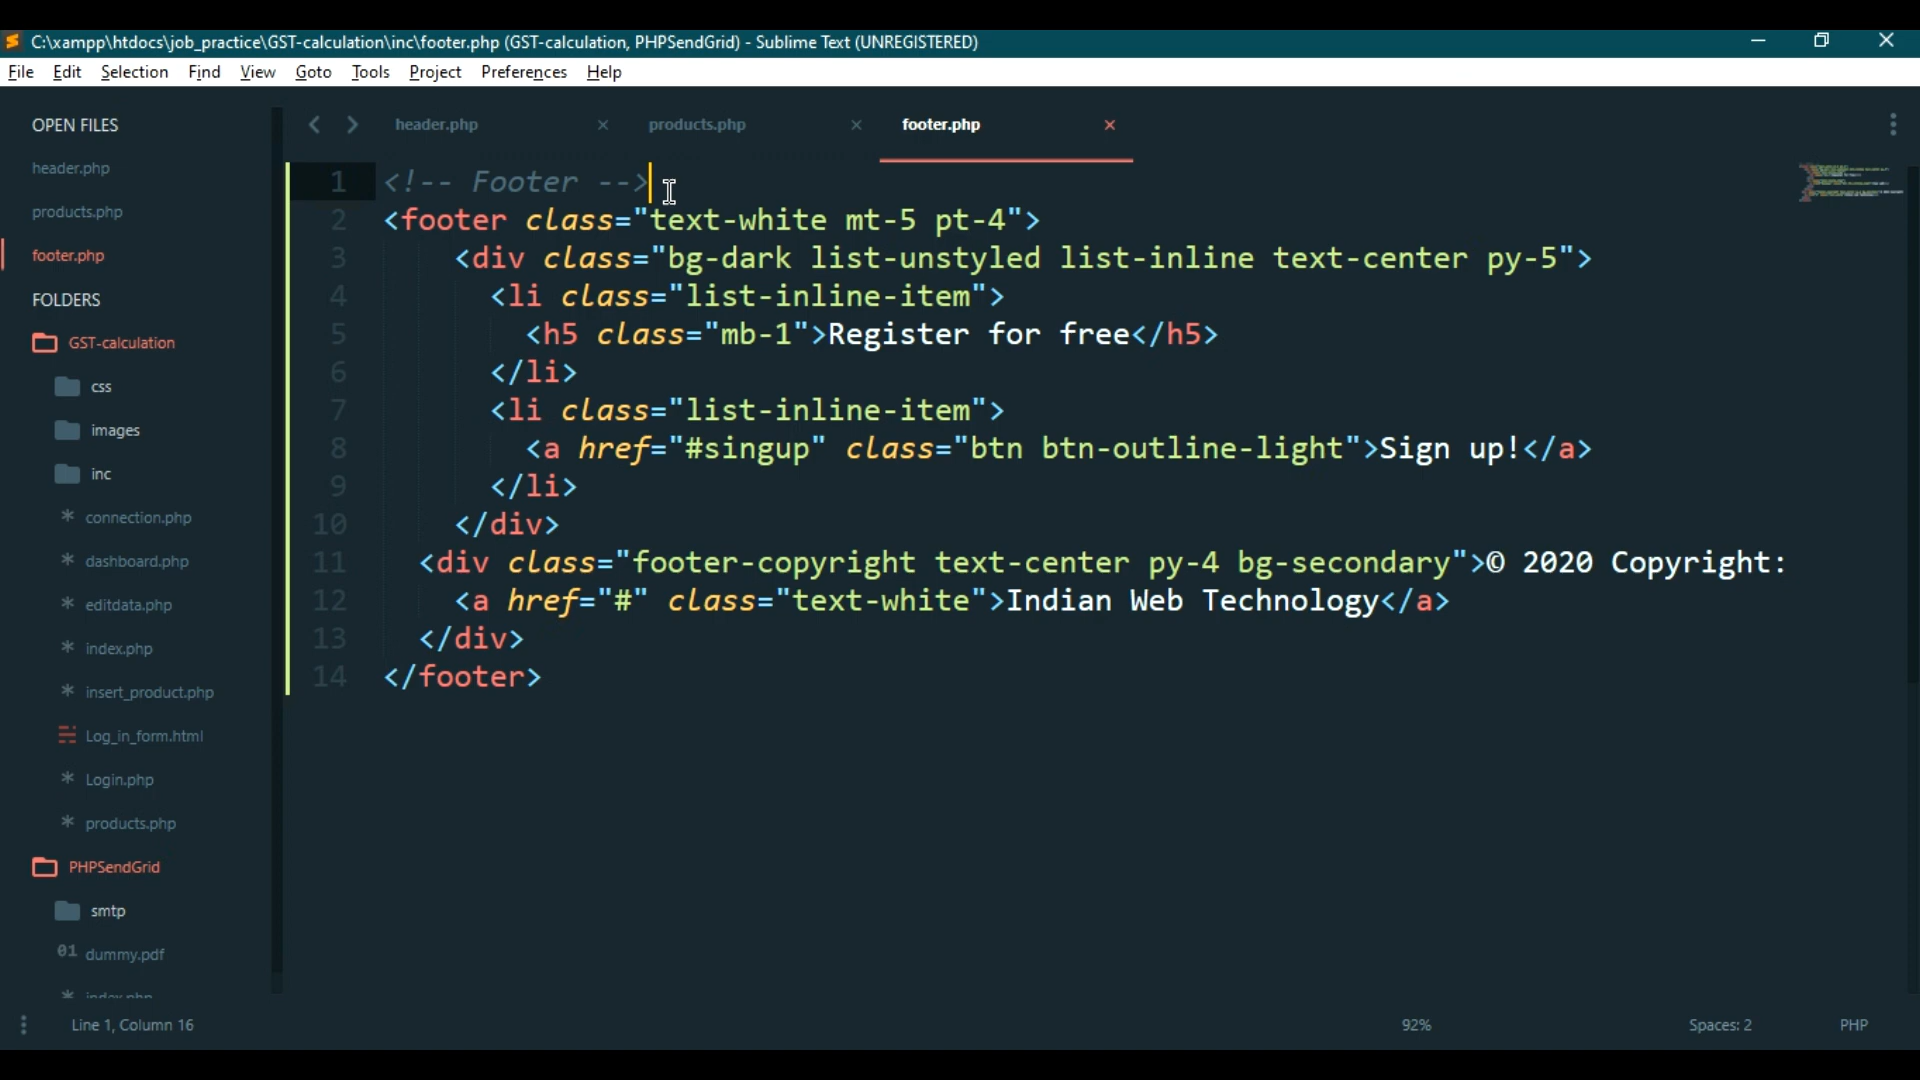 C:\xampp\htdocs\job_practice\GST-calculation\inc\footer.php (GST-calculation, PHPSendGrid) - Sublime Text (UNREGISTERED)
File Edit Selection Find View Goto Tools Project Preferences Help
OPEN FILES
header.php
products.php
footer.php
FOLDERS
GST-calculation
css
images
inc
connection.php
dashboard.php
editdata.php
index.php
insert_product.php
Log_in_form.html
Login.php
products.php
PHPSendGrid
smtp
01 dummy.pdf
index.php
header.php × products.php × footer.php ×
1 <!-- Footer -->
2 <footer class="text-white mt-5 pt-4">
3 <div class="bg-dark list-unstyled list-inline text-center py-5">
4 <li class="list-inline-item">
5 <h5 class="mb-1">Register for free</h5>
6 </li>
7 <li class="list-inline-item">
8 <a href="#singup" class="btn btn-outline-light">Sign up!</a>
9 </li>
10 </div>
11 <div class="footer-copyright text-center py-4 bg-secondary">© 2020 Copyright:
12 <a href="#" class="text-white">Indian Web Technology</a>
13 </div>
14 </footer>
Line 1, Column 16
92%
Spaces: 2
PHP